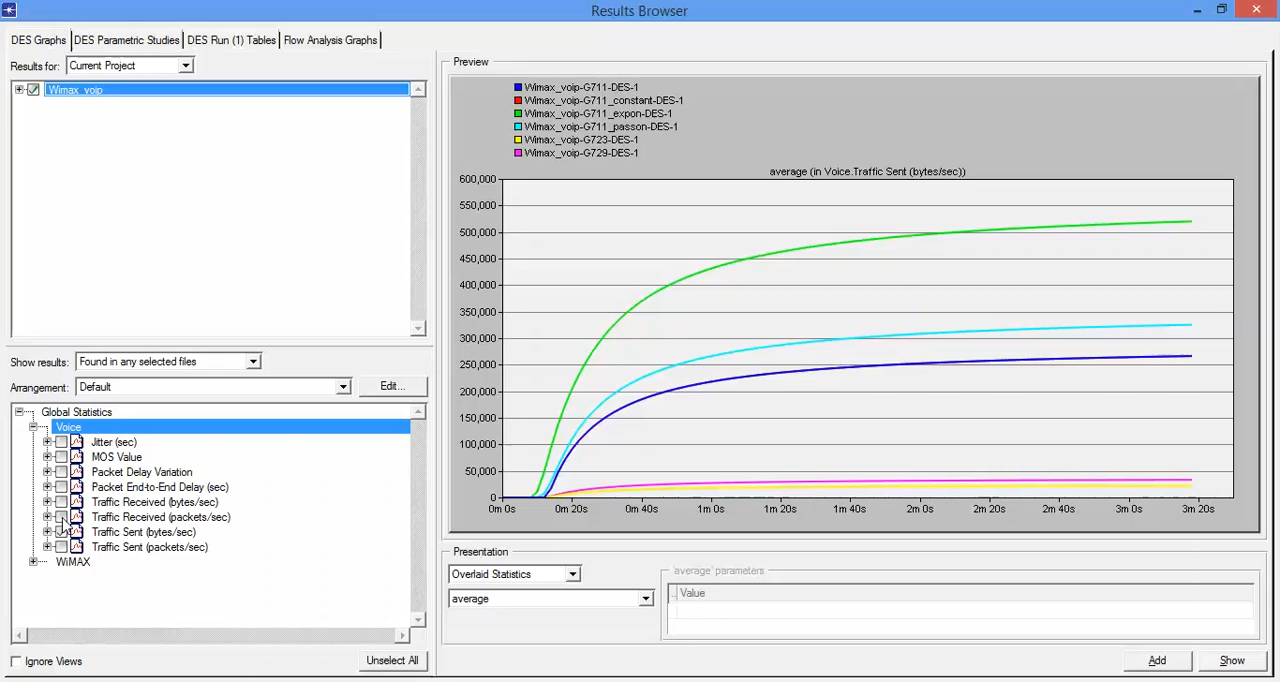 Results Browser
DES Graphs DES Parametric Studies DES Run (1) Tables Flow Analysis Graphs
Results for: Current Project
Wimax_voip
Show results: Found in any selected files
Arrangement: Default Edit...
Global Statistics
Voice
Jitter (sec)
MOS Value
Packet Delay Variation
Packet End-to-End Delay (sec)
Traffic Received (bytes/sec)
Traffic Received (packets/sec)
Traffic Sent (bytes/sec)
Traffic Sent (packets/sec)
WiMAX
Ignore Views Unselect All
Preview
Wimax_voip-G711-DES-1
Wimax_voip-G711_constant-DES-1
Wimax_voip-G711_expon-DES-1
Wimax_voip-G711_passon-DES-1
Wimax_voip-G723-DES-1
Wimax_voip-G729-DES-1
average (in Voice.Traffic Sent (bytes/sec))
600,000
550,000
500,000
450,000
400,000
350,000
300,000
250,000
200,000
150,000
100,000
50,000
0
0m 0s 0m 20s 0m 40s 1m 0s 1m 20s 1m 40s 2m 0s 2m 20s 2m 40s 3m 0s 3m 20s
Presentation
Overlaid Statistics
average
'average' parameters
... Value
Add Show